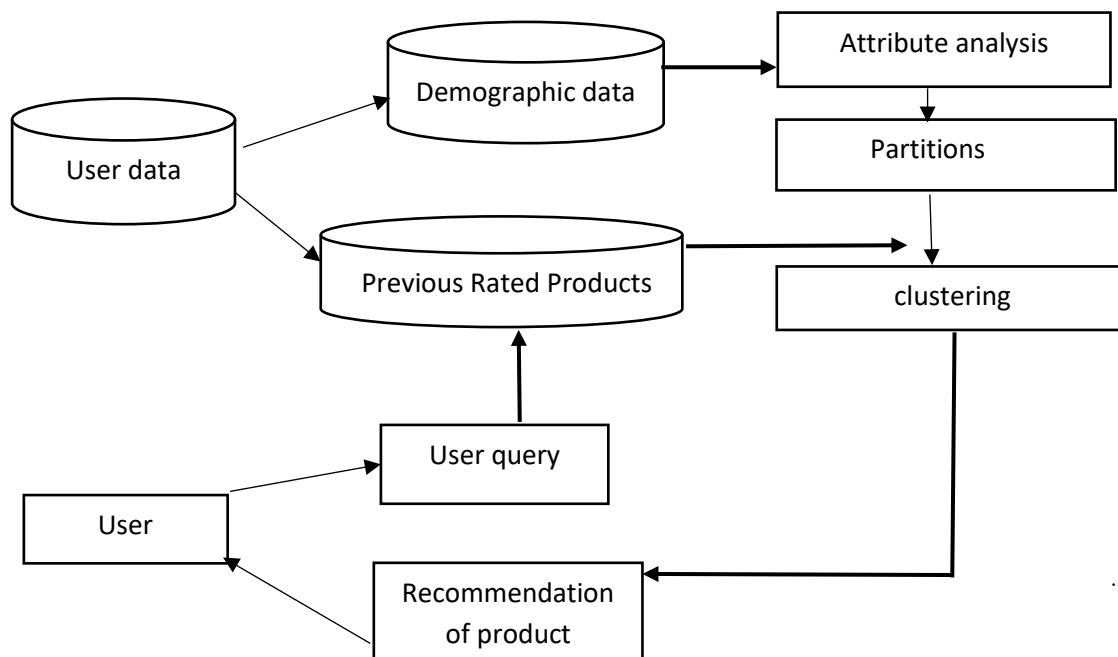 Attribute analysis
Demographic data
Partitions
User data
Previous Rated Products
clustering
User query
User
Recommendation
of product
.